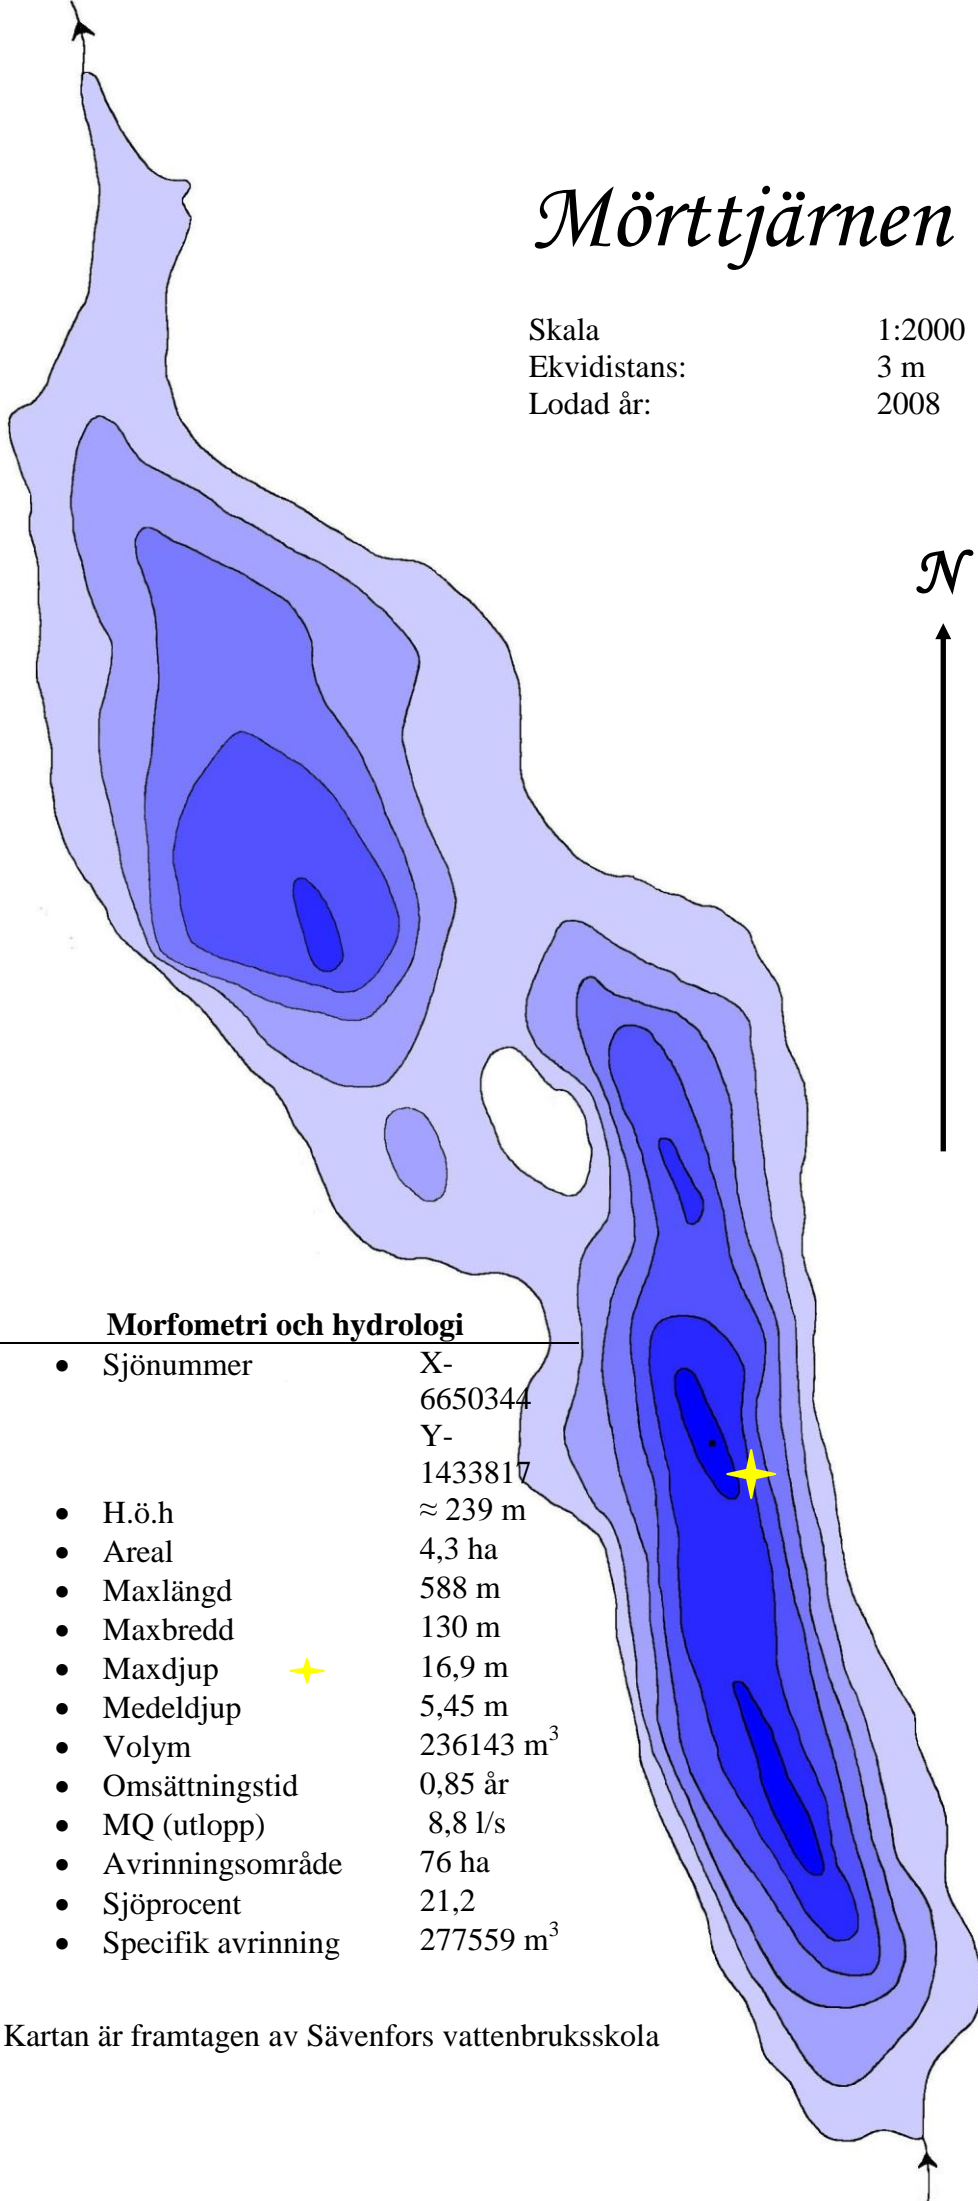 Mörttjärnen
Skala 1:2000
Ekvidistans: 3 m
Lodad år: 2008
N
Morfometri och hydrologi
• Sjönummer X-
6650344
Y-
1433817
• H.ö.h ≈ 239 m
• Areal 4,3 ha
• Maxlängd 588 m
• Maxbredd 130 m
• Maxdjup 16,9 m
• Medeldjup 5,45 m
• Volym 236143 m³
• Omsättningstid 0,85 år
• MQ (utlopp) 8,8 l/s
• Avrinningsområde 76 ha
• Sjöprocent 21,2
• Specifik avrinning 277559 m³
Kartan är framtagen av Sävenfors vattenbruksskola